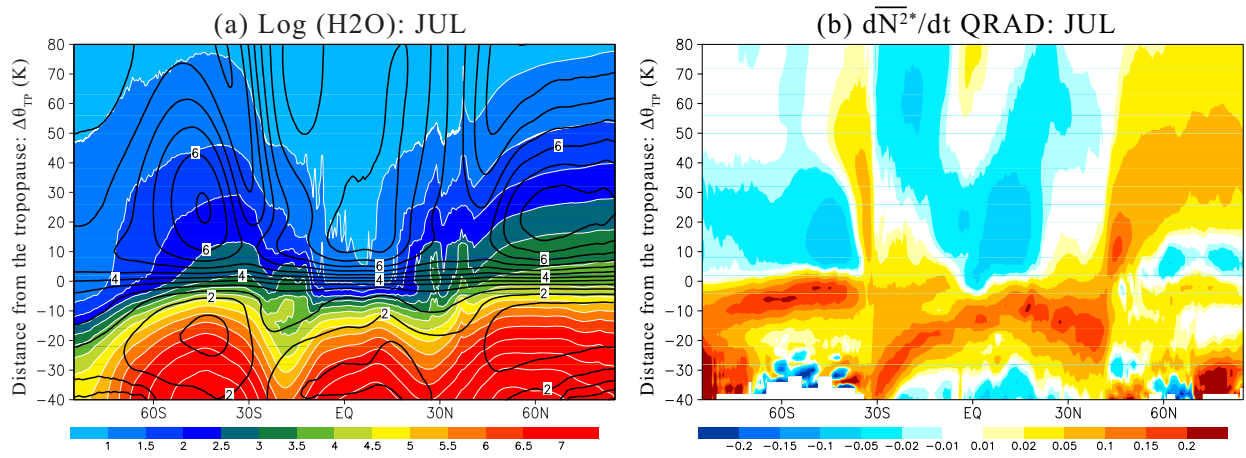 (a) Log (H2O): JUL
(b) dN²*/dt QRAD: JUL
Distance from the tropopause: Δθ_TP (K)
80
70
60
50
40
30
20
10
0
−10
−20
−30
−40
6
6
4
4
2
2
2
6
4
2
6
6
4
2
2
60S
30S
EQ
30N
60N
1 1.5 2 2.5 3 3.5 4 4.5 5 5.5 6 6.5 7
Distance from the tropopause: Δθ_TP (K)
80
70
60
50
40
30
20
10
0
−10
−20
−30
−40
60S
30S
EQ
30N
60N
−0.2 −0.15 −0.1 −0.05 −0.02 −0.01 0.01 0.02 0.05 0.1 0.15 0.2